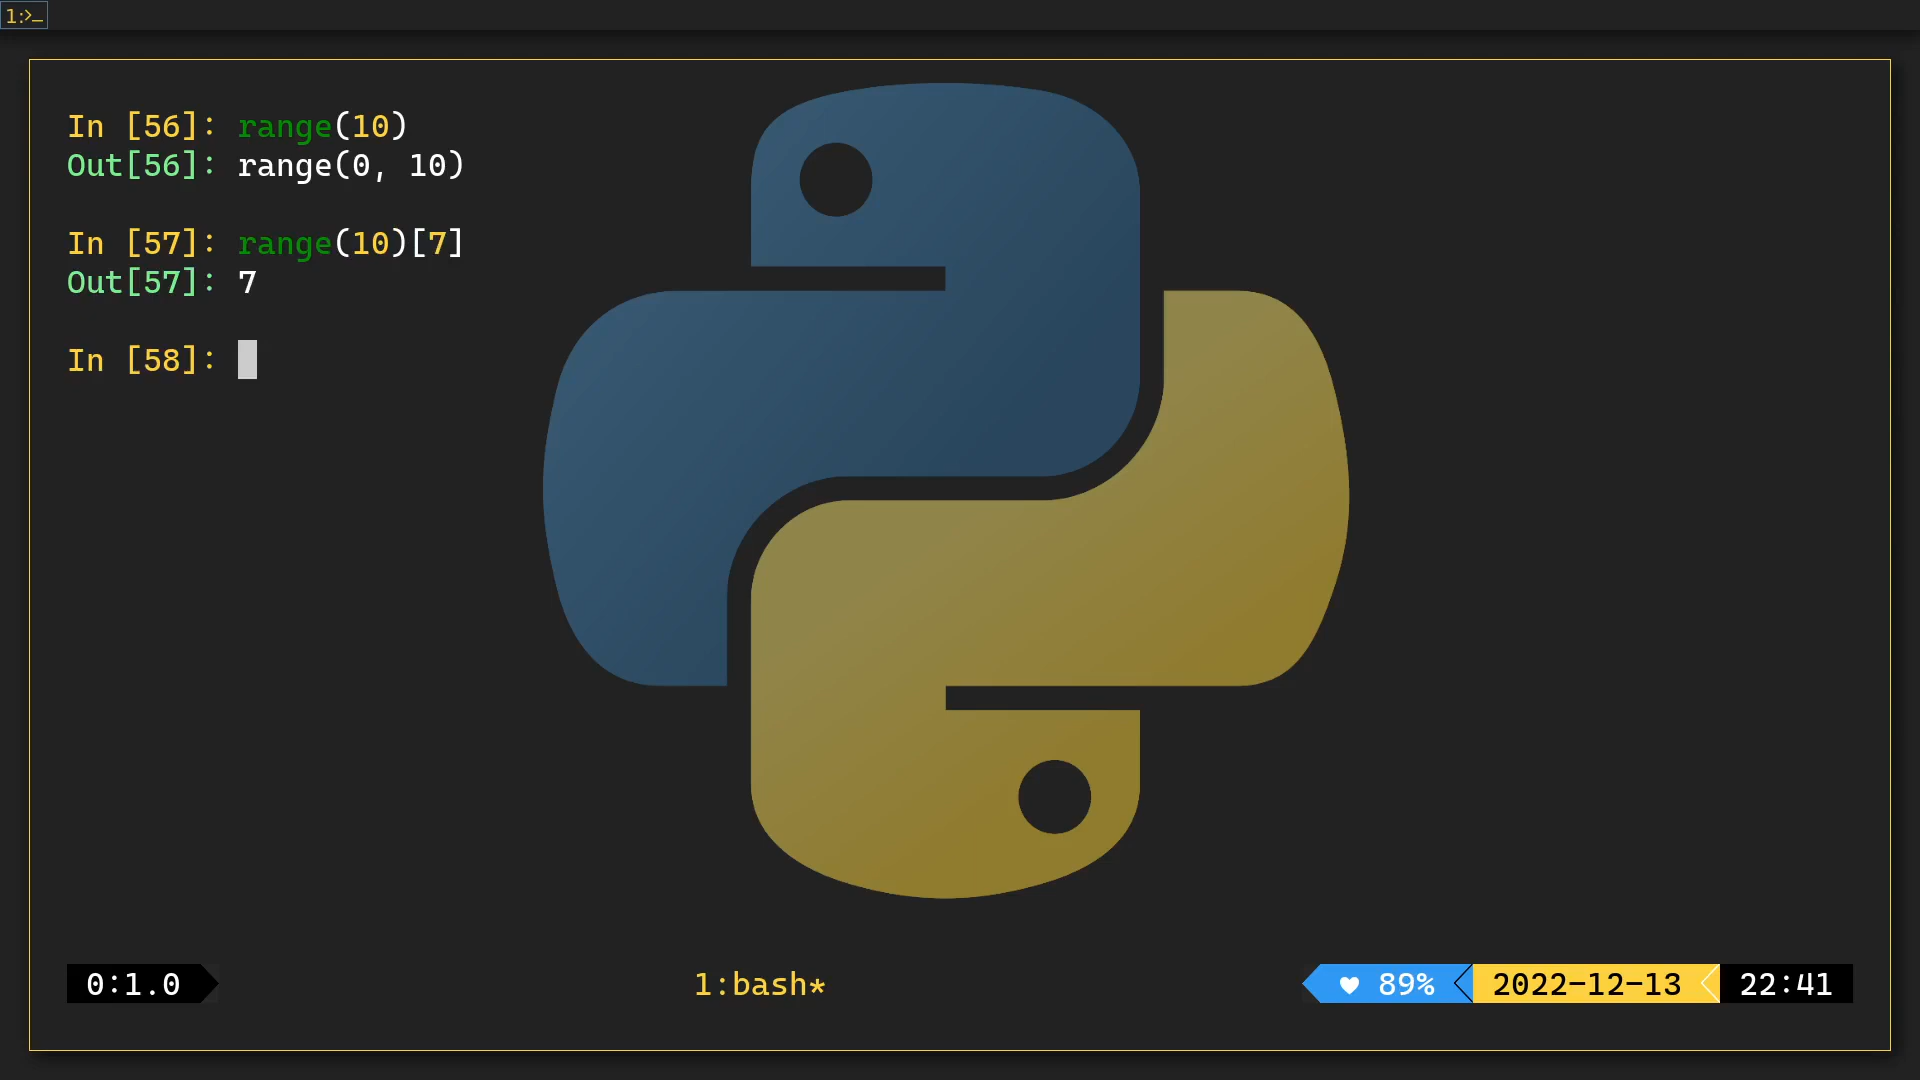 1:>_
In [56]: range(10)
Out[56]: range(0, 10)
In [57]: range(10)[7]
Out[57]: 7
In [58]:
0:1.0
1:bash*
♥ 89%
2022-12-13
22:41